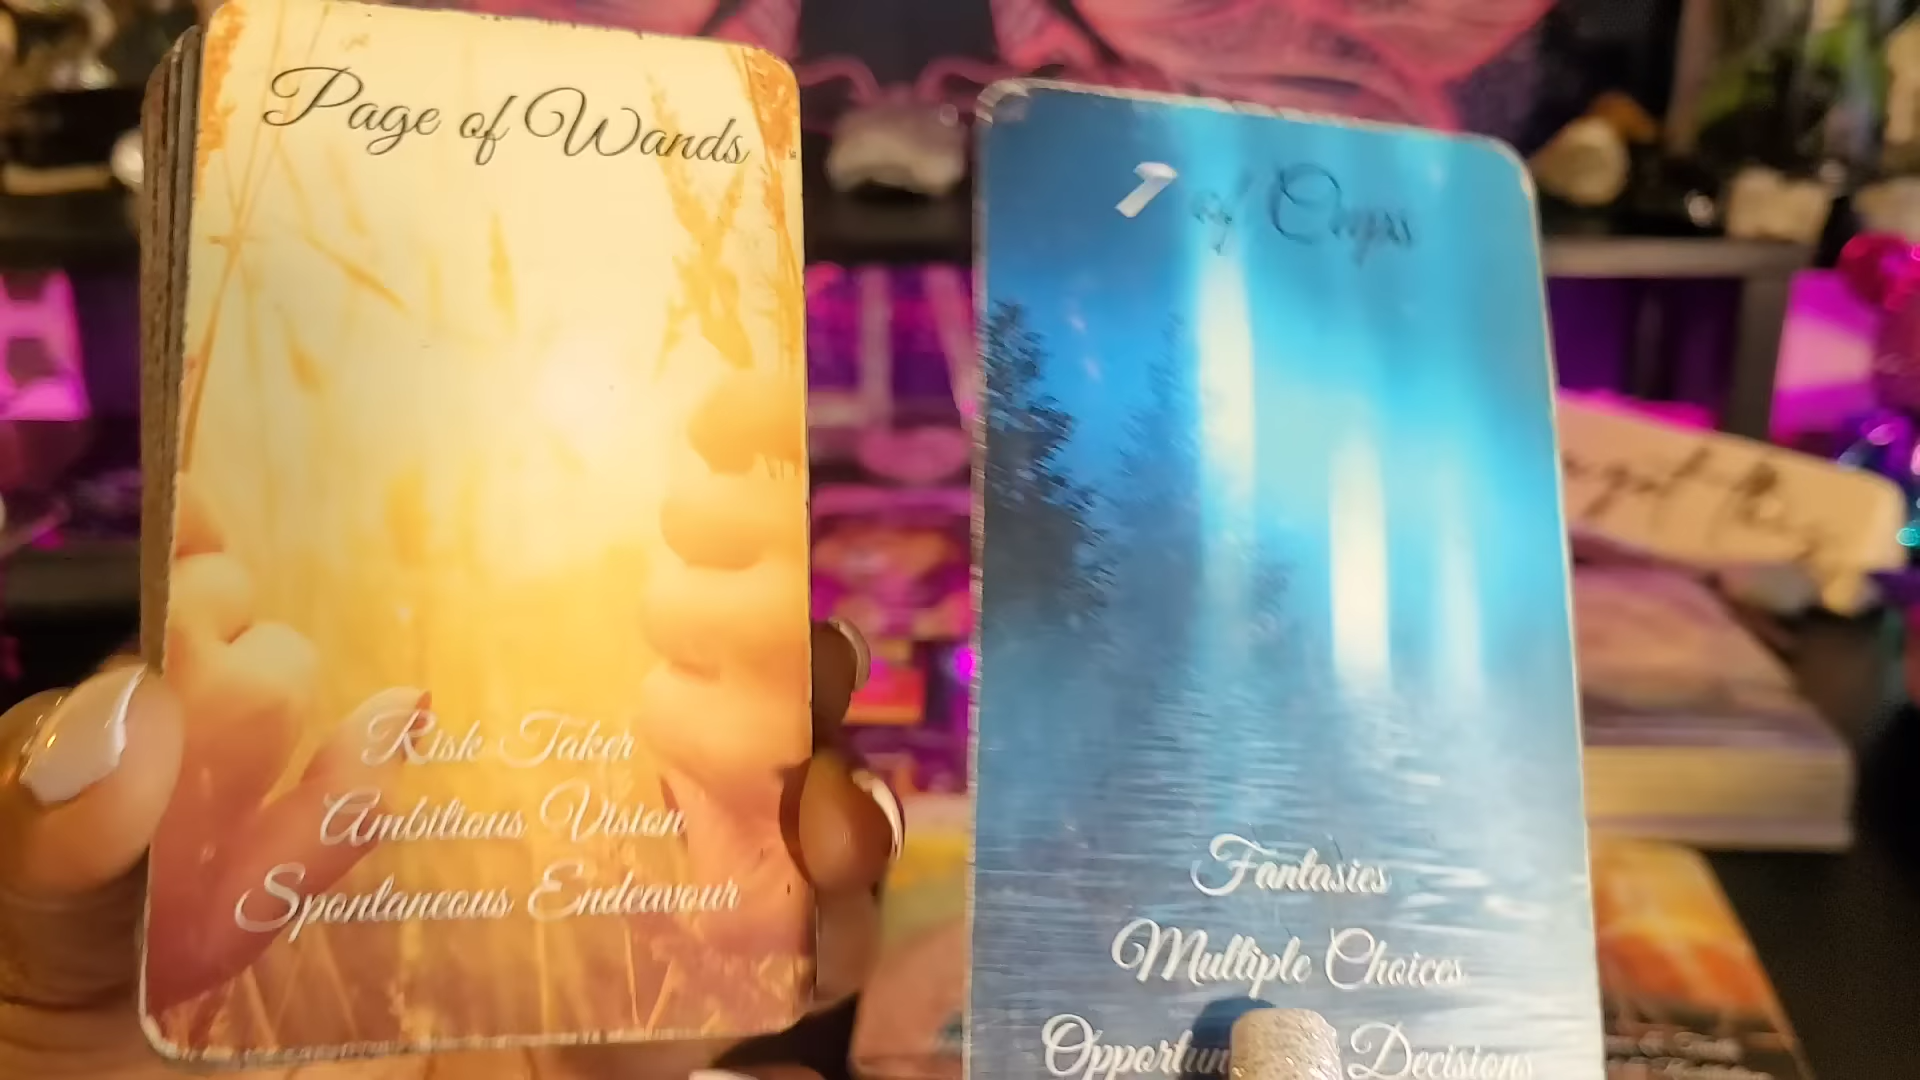 Page of Wands
Risk Taker
Ambitious Vision
Spontaneous Endeavour
7 of Cups
Fantasies
Multiple Choices
Decisions